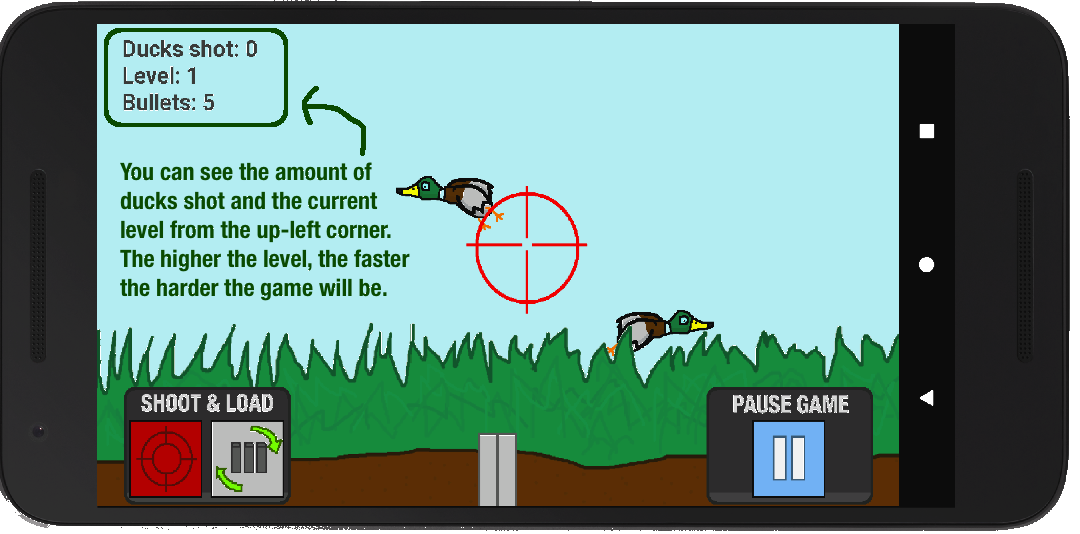 Ducks shot: 0
Level: 1
Bullets: 5
You can see the amount of
ducks shot and the current
level from the up-left corner.
The higher the level, the faster
the harder the game will be.
SHOOT & LOAD
PAUSE GAME